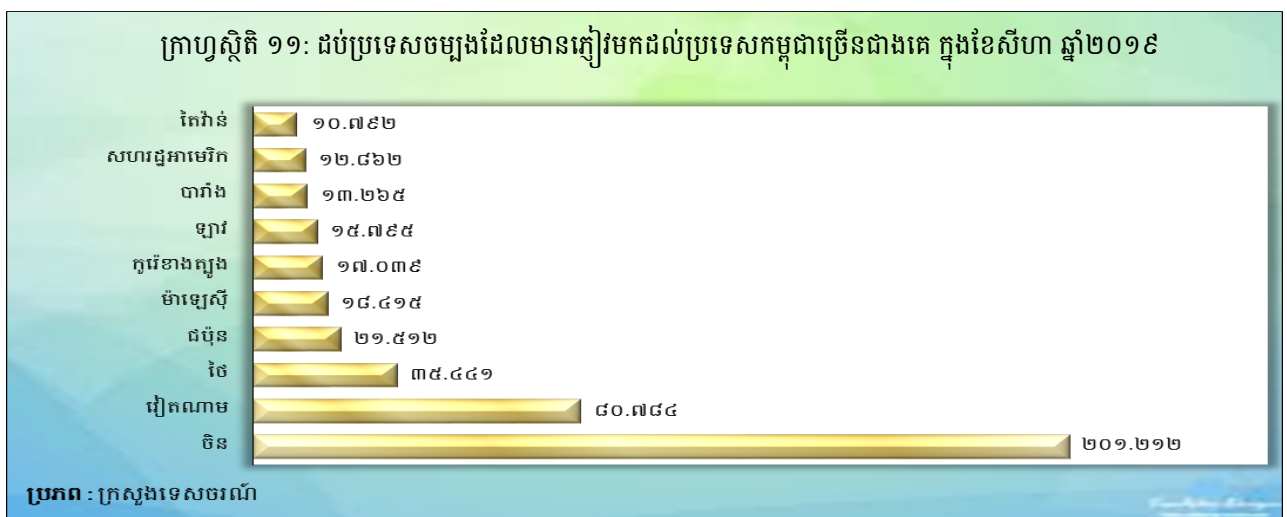 ក្រាហ្វស្ថិតិ ១១: ដប់ប្រទេសចម្បងដែលមានភ្ញៀវមកដល់ប្រទេសកម្ពុជាច្រើនជាងគេ ក្នុងខែសីហា ឆ្នាំ២០១៩
តៃវ៉ាន់ ១០.៧៩២
សហរដ្ឋអាមេរិក ១២.៨៦២
បារាំង ១៣.២៦៥
ឡាវ ១៥.៧៩៥
កូរ៉េខាងត្បូង ១៧.០៣៩
ម៉ាឡេស៊ី ១៨.៤១៥
ជប៉ុន ២១.៥១២
ថៃ ៣៥.៤៤១
វៀតណាម ៨០.៧៨៤
ចិន ២០១.២១២
ប្រភព : ក្រសួងទេសចរណ៍